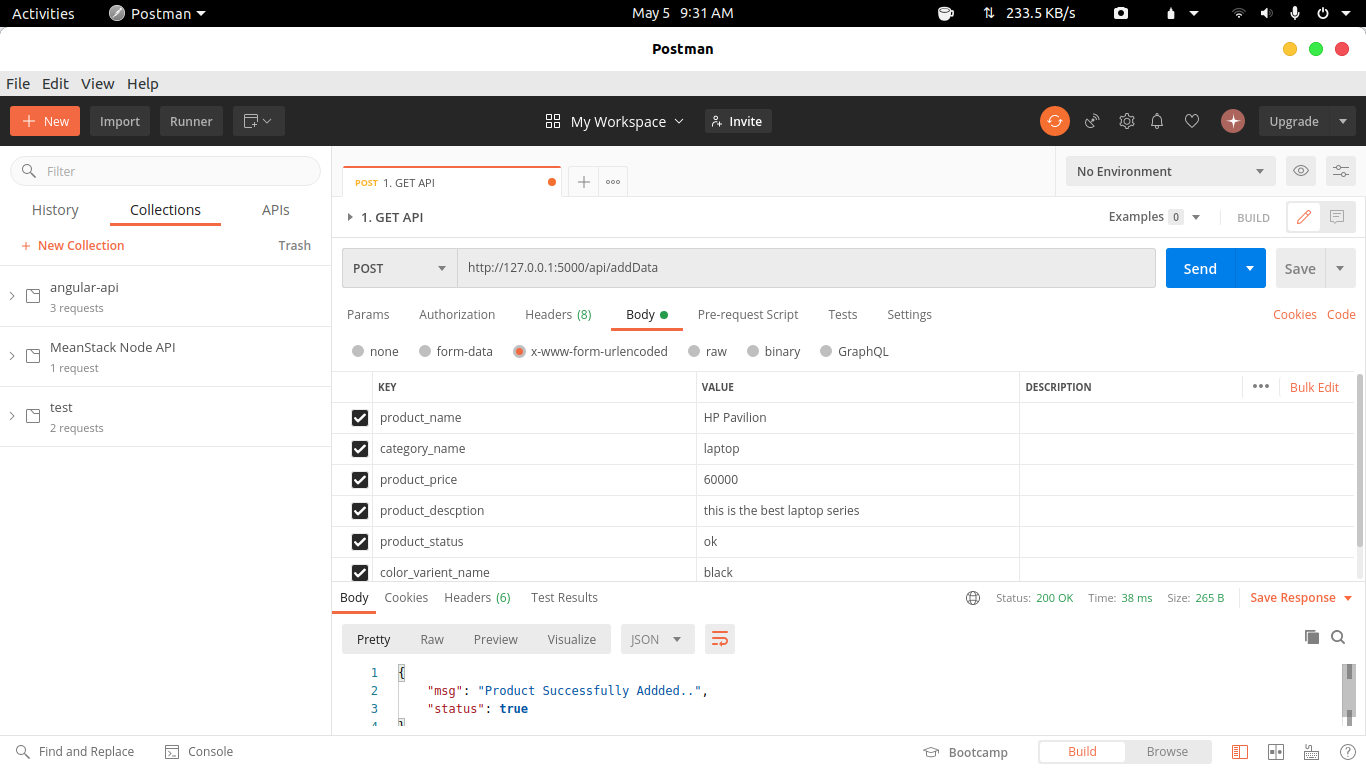 Activities Postman May 5 9:31 AM 233.5 KB/s
Postman
File Edit View Help
New Import Runner My Workspace Invite Upgrade
Filter
History Collections APIs
+ New Collection Trash
angular-api
3 requests
MeanStack Node API
1 request
test
2 requests
POST 1. GET API
No Environment
1. GET API Examples 0 BUILD
POST http://127.0.0.1:5000/api/addData Send Save
Params Authorization Headers (8) Body Pre-request Script Tests Settings Cookies Code
none form-data x-www-form-urlencoded raw binary GraphQL
KEY VALUE DESCRIPTION Bulk Edit
product_name HP Pavilion
category_name laptop
product_price 60000
product_descption this is the best laptop series
product_status ok
color_varient_name black
Body Cookies Headers (6) Test Results Status: 200 OK Time: 38 ms Size: 265 B Save Response
Pretty Raw Preview Visualize JSON
1 {
2 "msg": "Product Successfully Addded..",
3 "status": true
4 }
Find and Replace Console Bootcamp Build Browse